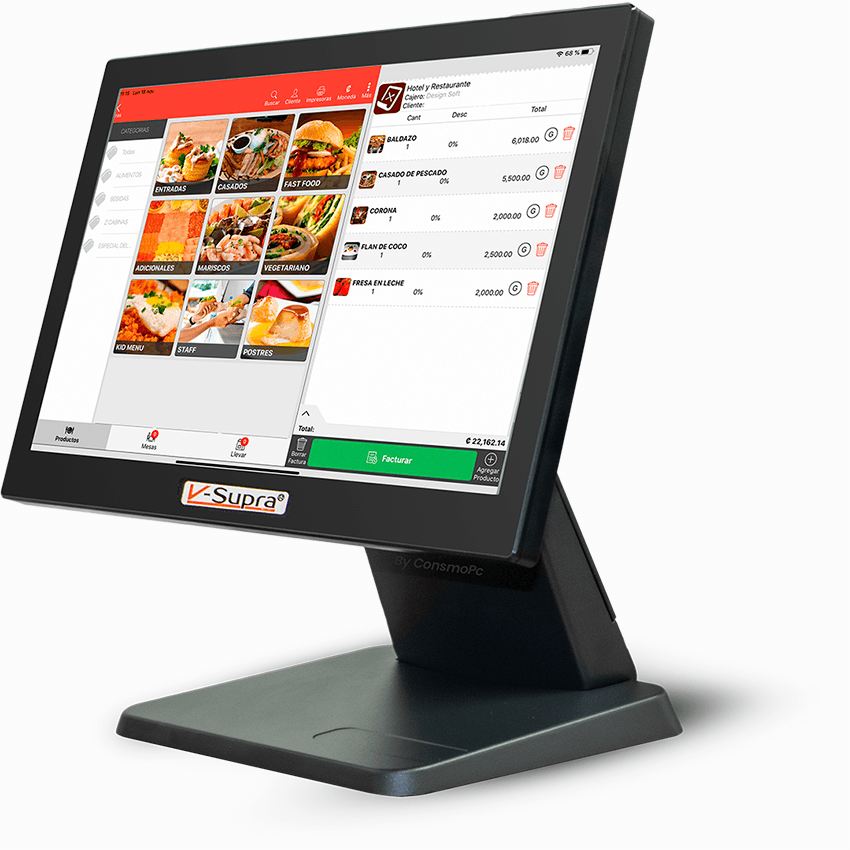 11:15 Lun 18 nov.
68 %
Buscar
Cliente
Impresoras
Moneda
Más
CATEGORIAS
Todas
ALIMENTOS
BEBIDAS
Z CABINAS
ESPECIAL DEL...
ENTRADAS
CASADOS
FAST FOOD
ADICIONALES
MARISCOS
VEGETARIANO
KID MENU
STAFF
POSTRES
Productos
Mesas
Llevar
Hotel y Restaurante
Cajero: Design Soft
Cliente:
Cant Desc Total
BALDAZO
1 0% 6,018.00 G
CASADO DE PESCADO
1 0% 5,500.00 G
CORONA
1 0% 2,000.00 G
FLAN DE COCO
1 0% 2,500.00 G
FRESA EN LECHE
1 0% 2,000.00 G
Total: ₡ 22,162.14
Borrar Factura
Facturar
Agregar Producto
V-Supra
By ConsmoPc